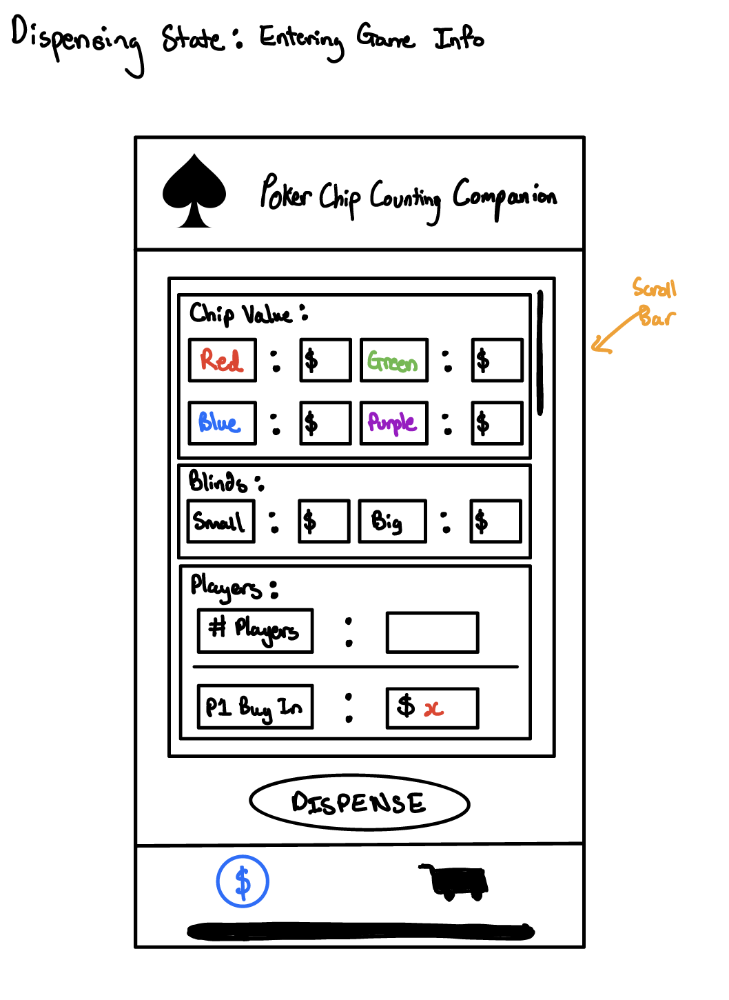 Dispensing State: Entering Game Info
Poker Chip Counting Companion
Scroll
Bar
Chip Value:
Red : $ Green : $
Blue : $ Purple : $
Blinds:
Small : $ Big : $
Players:
# Players :
P1 Buy In : $ x
DISPENSE
$